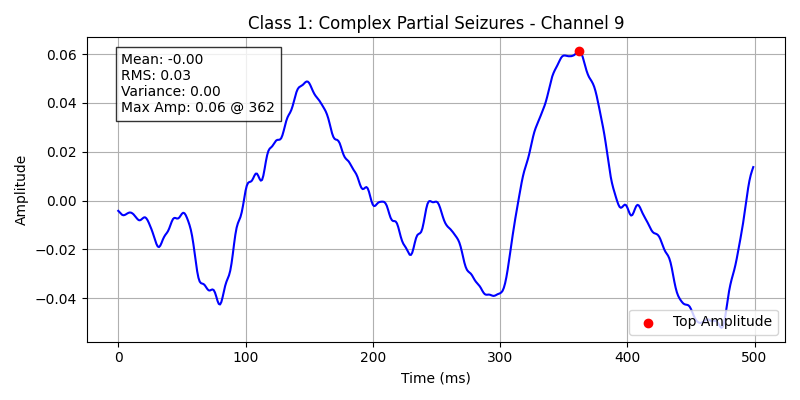 Class 1: Complex Partial Seizures - Channel 9
Mean: -0.00
RMS: 0.03
Variance: 0.00
Max Amp: 0.06 @ 362
Amplitude
0.06
0.04
0.02
0.00
−0.02
−0.04
Top Amplitude
0 100 200 300 400 500
Time (ms)